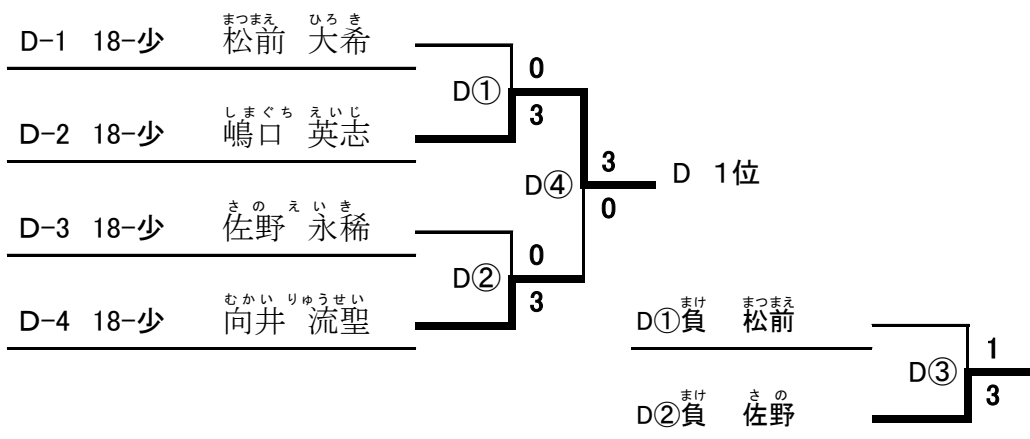 まつまえ ひろき
D-1 18-少 松前 大希
0
D①
3
しまぐち えいじ
D-2 18-少 嶋口 英志
3
D④ D 1位
0
さの えいき
D-3 18-少 佐野 永稀
0
D②
3
むかい りゅうせい
D-4 18-少 向井 流聖
まけ まつまえ
D①負 松前
1
D③
3
まけ さの
D②負 佐野